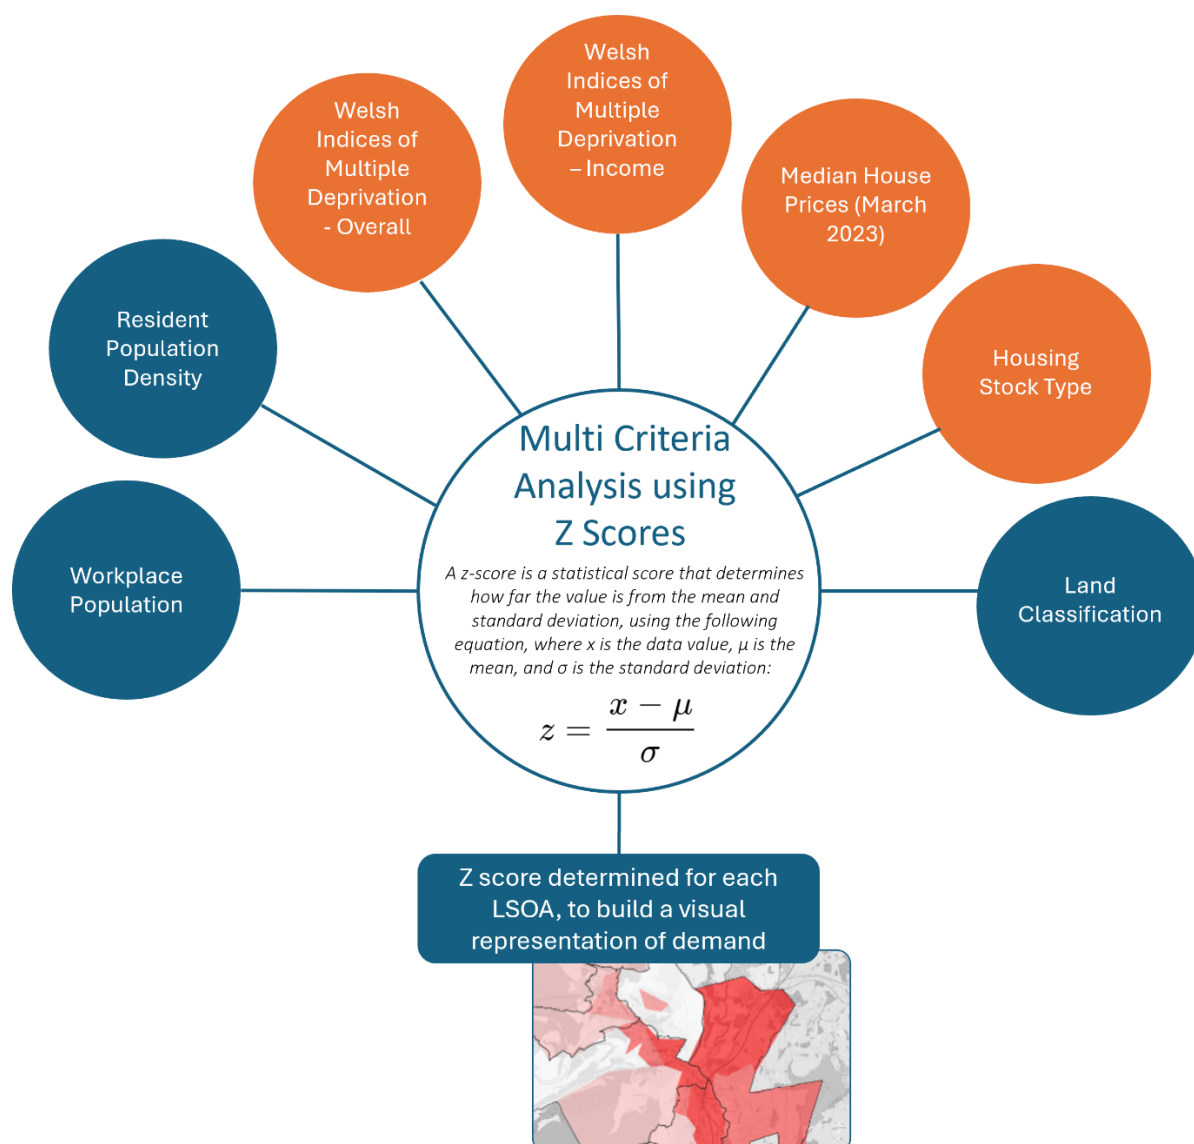 Welsh
Indices of
Multiple
Deprivation
– Income
Welsh
Indices of
Multiple
Deprivation
- Overall
Median House
Prices (March
2023)
Resident
Population
Density
Housing
Stock Type
Workplace
Population
Land
Classification
Multi Criteria
Analysis using
Z Scores
A z-score is a statistical score that determines
how far the value is from the mean and
standard deviation, using the following
equation, where x is the data value, μ is the
mean, and σ is the standard deviation:
z = (x − μ) / σ
Z score determined for each
LSOA, to build a visual
representation of demand